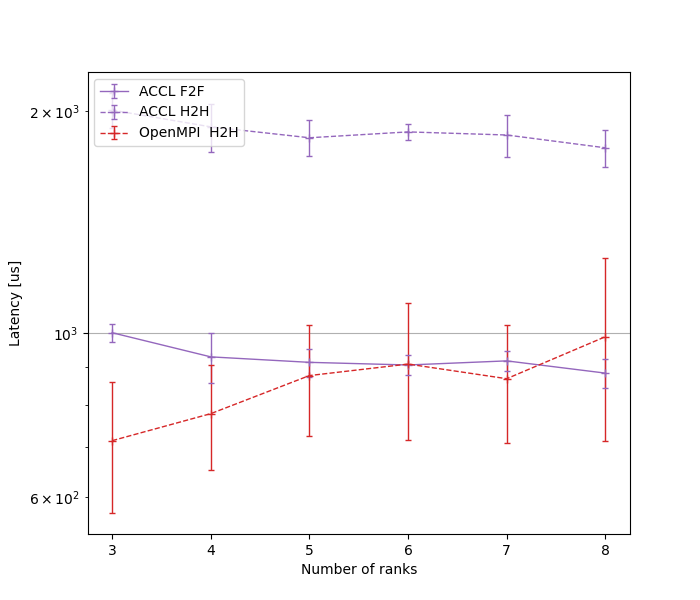 ACCL F2F
ACCL H2H
OpenMPI H2H
2 × 10³
10³
6 × 10²
Latency [us]
3 4 5 6 7 8
Number of ranks